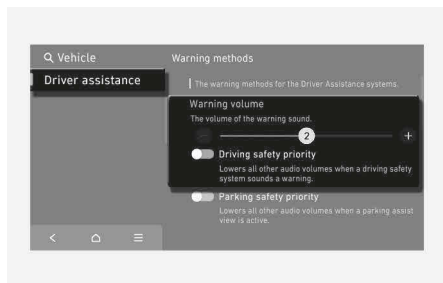 Vehicle
Warning methods
Driver assistance
The warning methods for the Driver Assistance systems.
Warning volume
The volume of the warning sound.
2
Driving safety priority
Lowers all other audio volumes when a driving safety
system sounds a warning.
Parking safety priority
Lowers all other audio volumes when a parking assist
view is active.